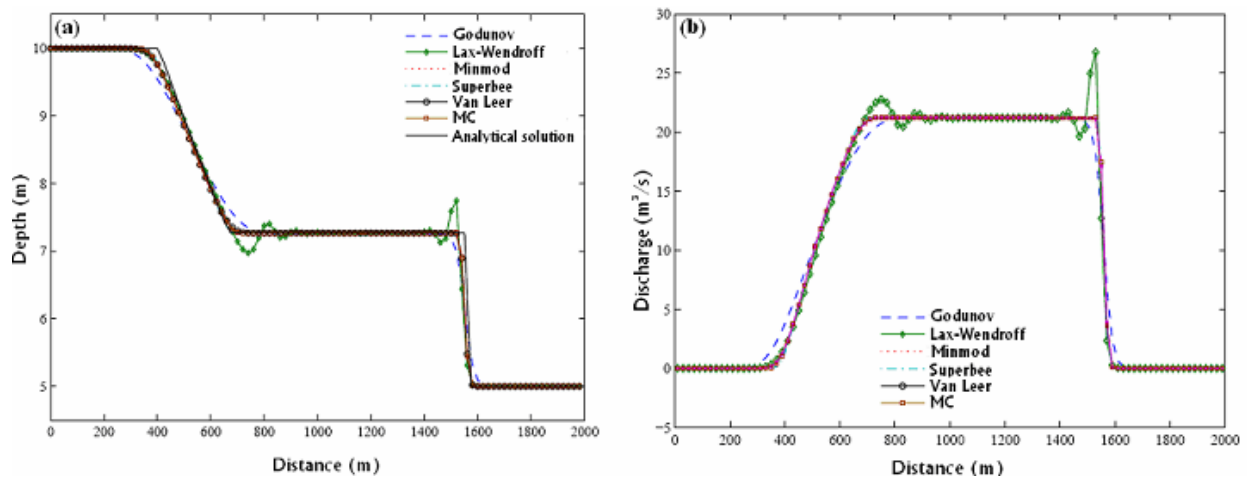 (a)
Godunov
Lax-Wendroff
Minmod
Superbee
Van Leer
MC
Analytical solution
10
9
8
7
6
5
Depth (m)
0 200 400 600 800 1000 1200 1400 1600 1800 2000
Distance (m)
(b)
30
25
20
15
10
5
0
−5
Discharge (m³/s)
Godunov
Lax-Wendroff
Minmod
Superbee
Van Leer
MC
0 200 400 600 800 1000 1200 1400 1600 1800 2000
Distance (m)